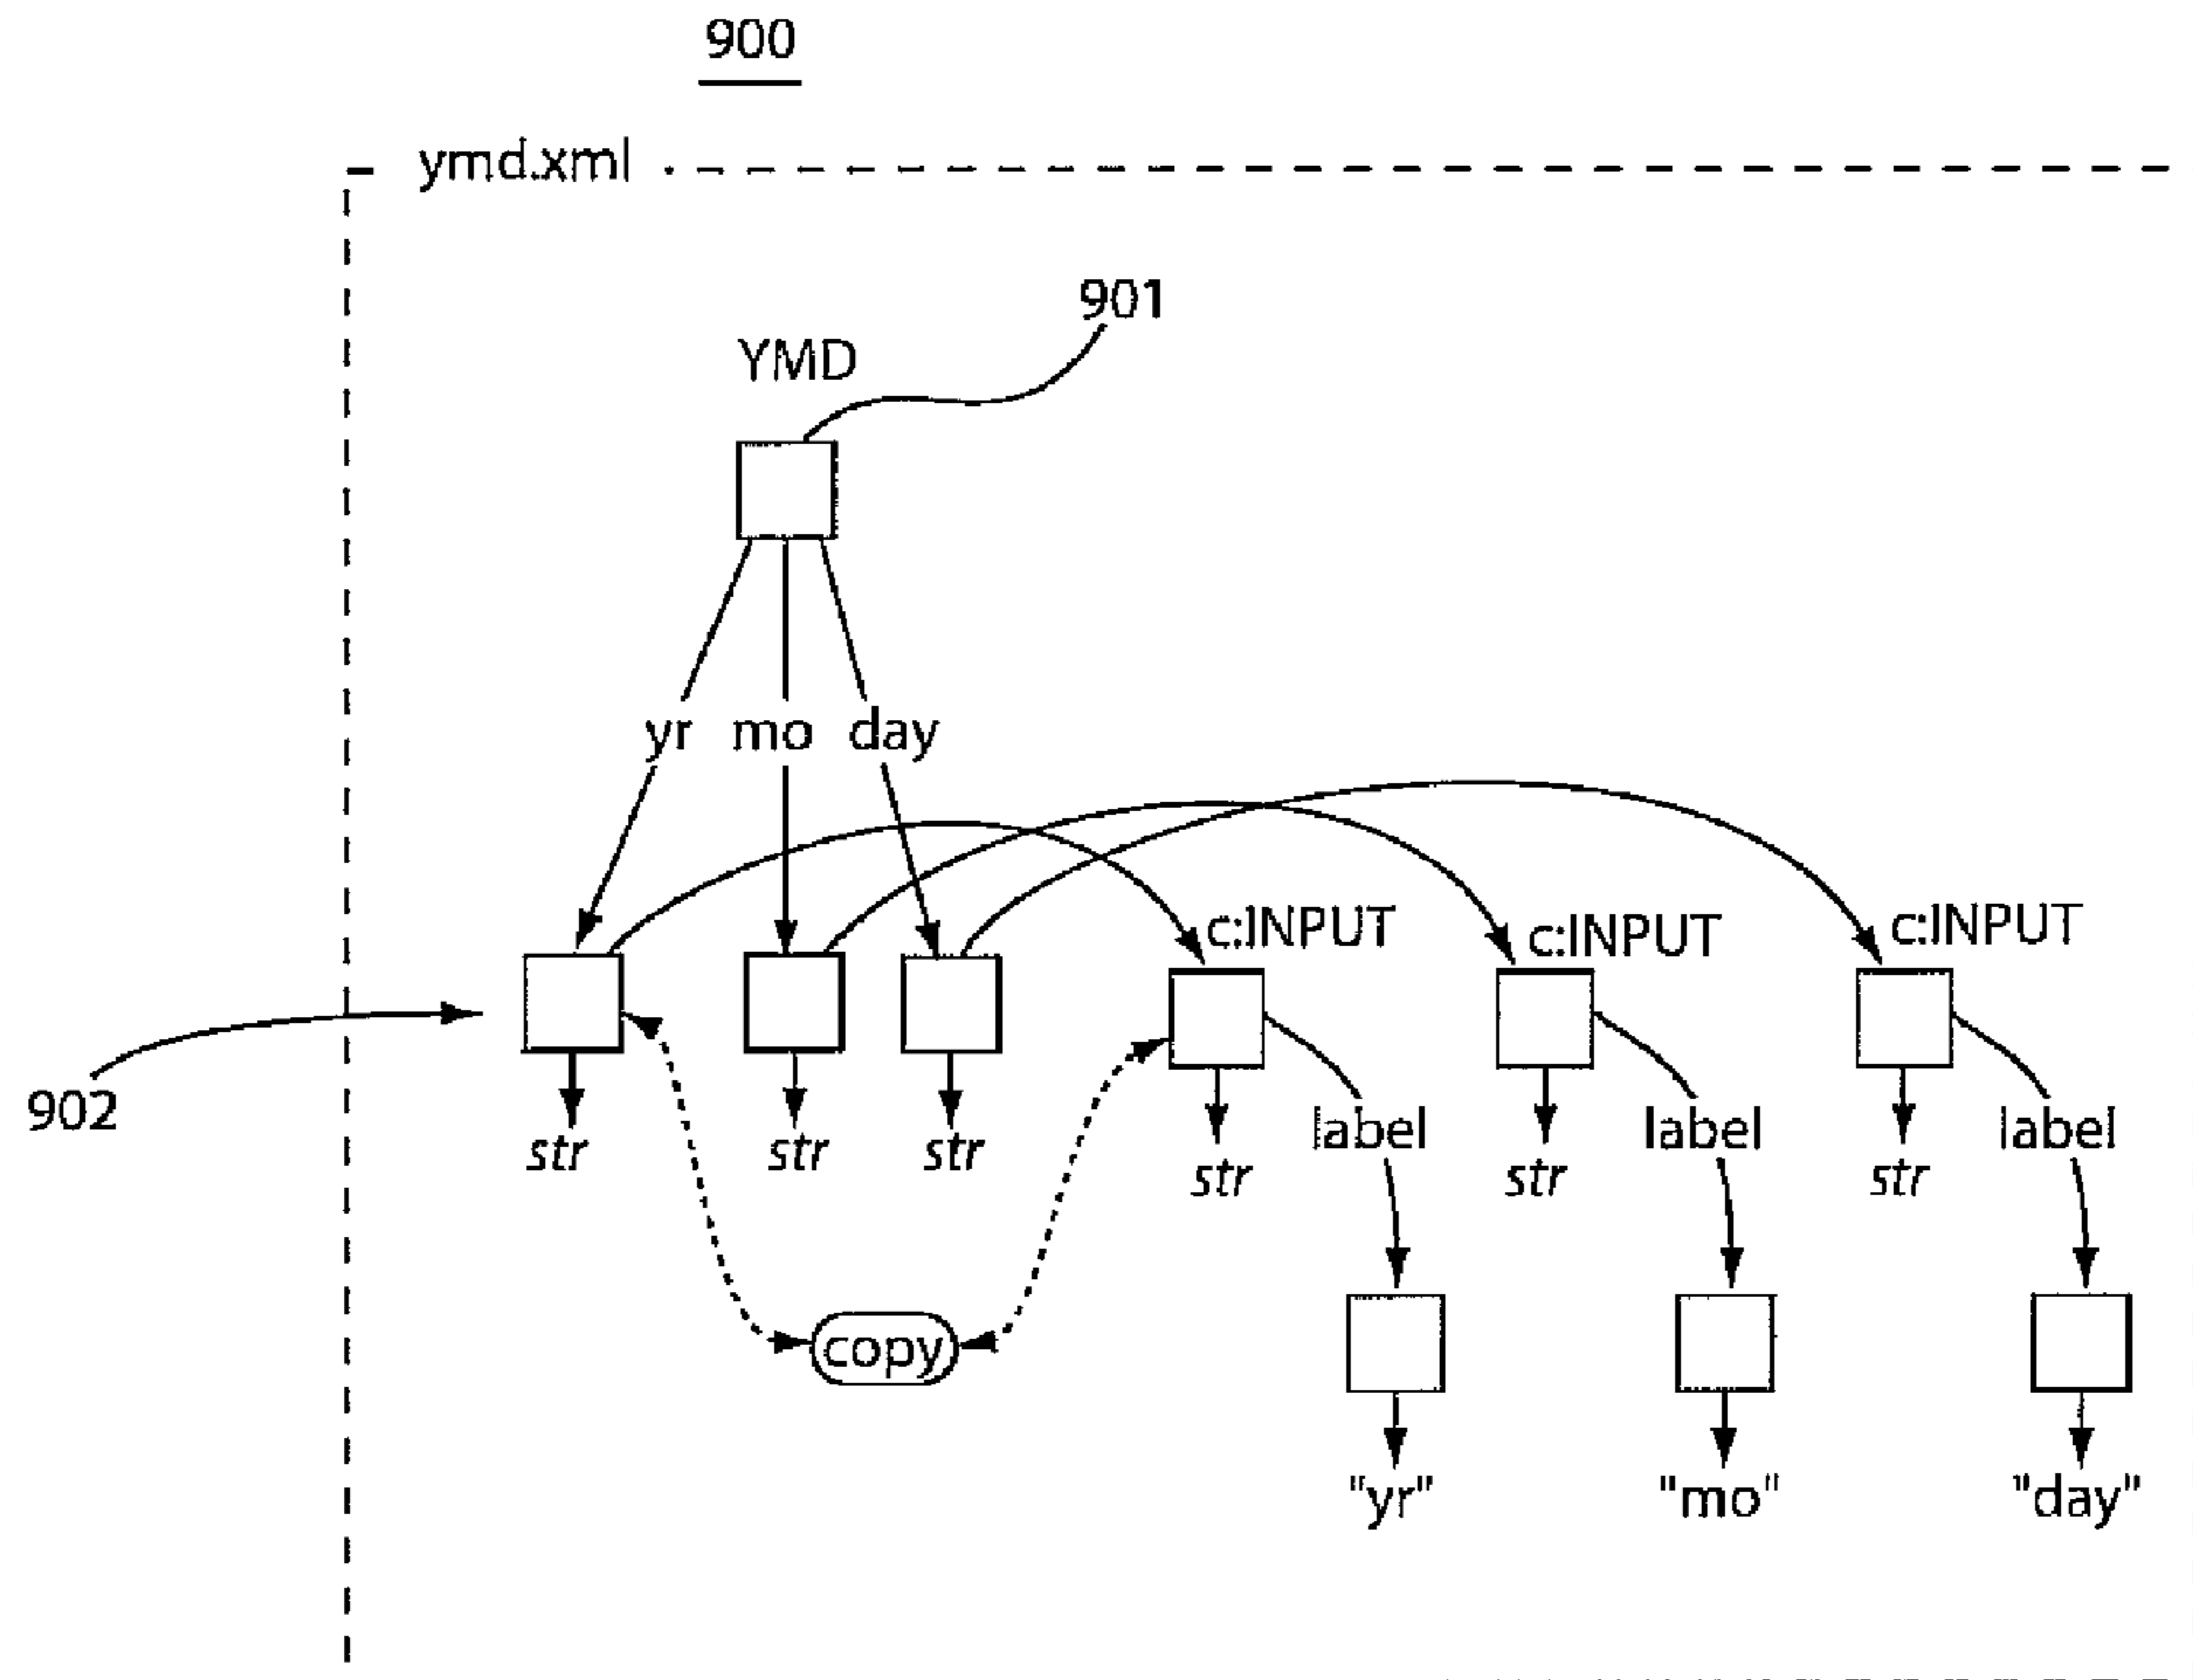 900
ymd.xml
901
YMD
yr mo day
c:INPUT c:INPUT c:INPUT
902
str str str str label str label str label
copy
"yr" "mo" "day"